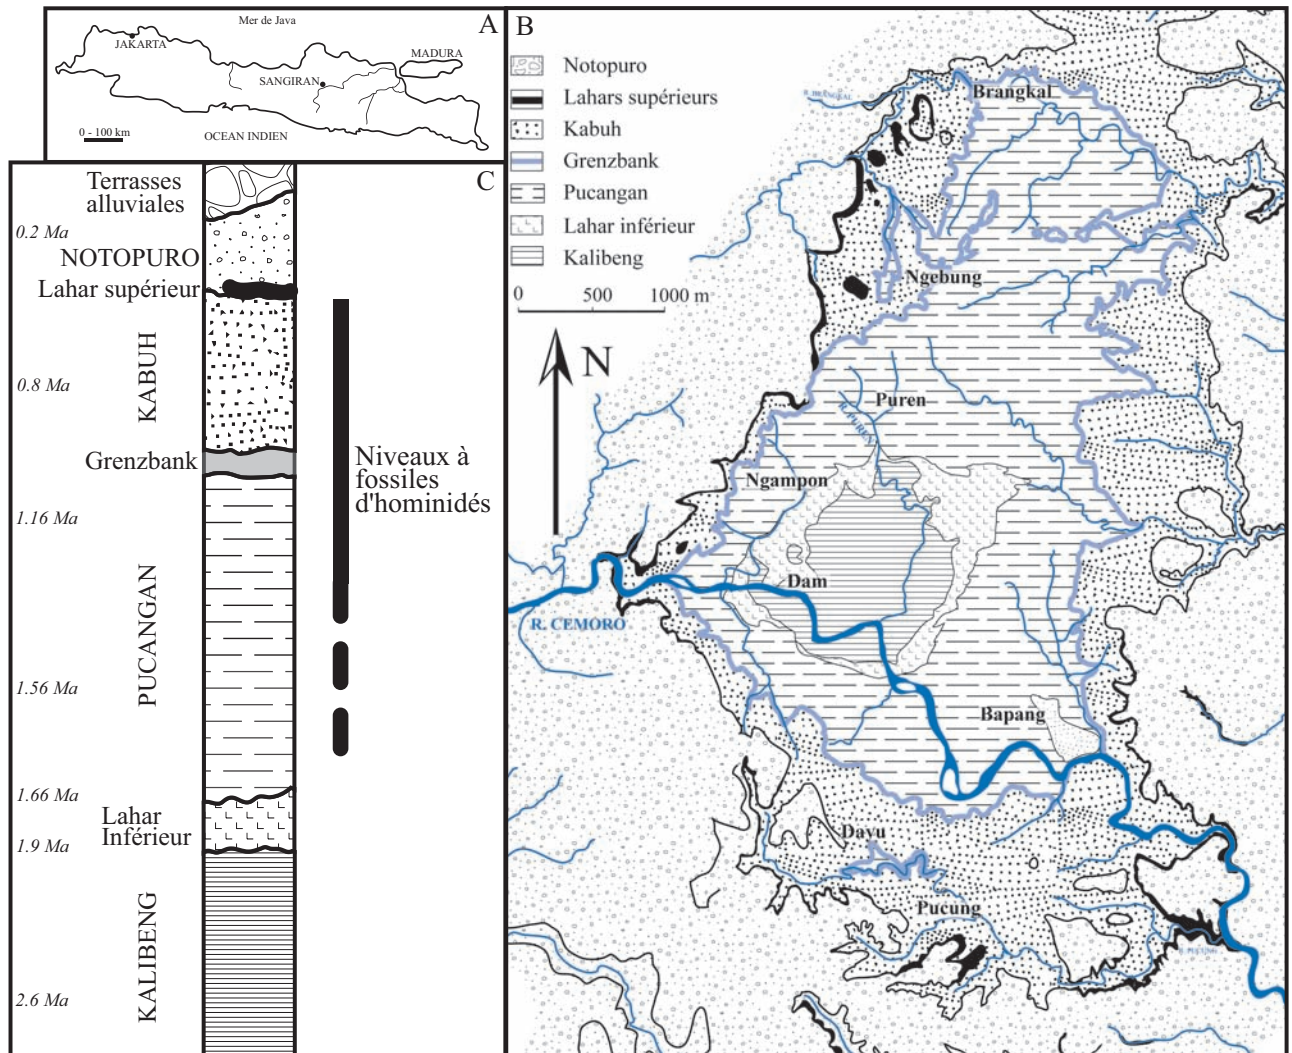 A
Mer de Java
JAKARTA
MADURA
SANGIRAN
0 - 100 km
OCEAN INDIEN
B
Notopuro
Lahars supérieurs
Kabuh
Grenzbank
Pucangan
Lahar inférieur
Kalibeng
0 500 1000 m
N
Brangkal
Ngebung
Puren
R. PUREN
Ngampon
Dam
R. CEMORO
Bapang
Dayu
Pucung
C
Terrasses
alluviales
0.2 Ma
NOTOPURO
Lahar supérieur
KABUH
0.8 Ma
Grenzbank
Niveaux à
fossiles
d'hominidés
1.16 Ma
PUCANGAN
1.56 Ma
1.66 Ma
Lahar
Inférieur
1.9 Ma
KALIBENG
2.6 Ma